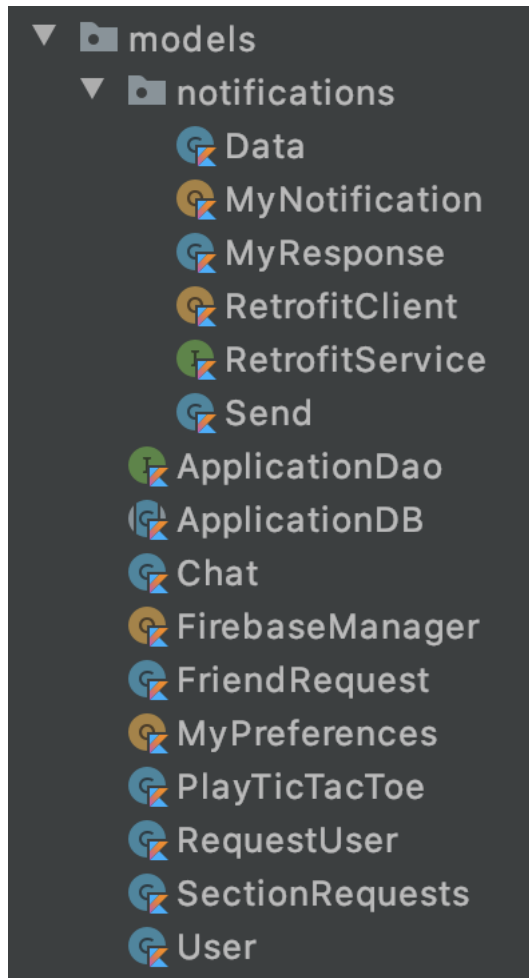 models
notifications
Data
MyNotification
MyResponse
RetrofitClient
RetrofitService
Send
ApplicationDao
ApplicationDB
Chat
FirebaseManager
FriendRequest
MyPreferences
PlayTicTacToe
RequestUser
SectionRequests
User